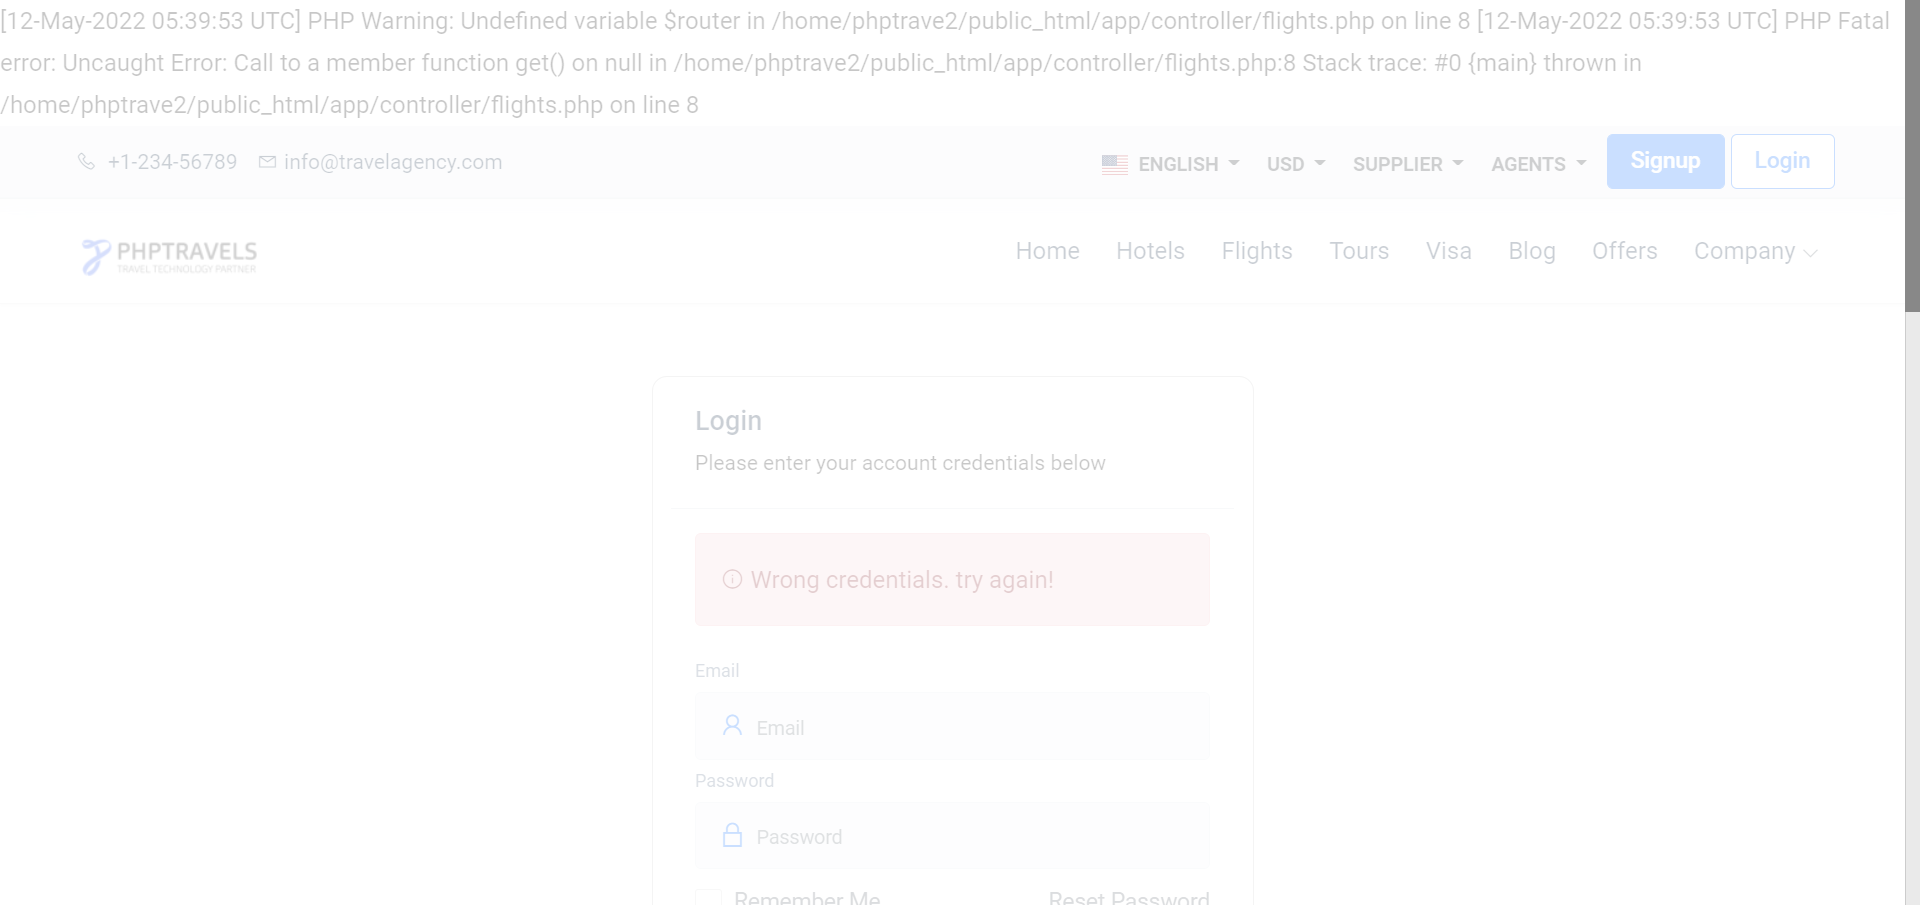 [12-May-2022 05:39:53 UTC] PHP Warning: Undefined variable $router in /home/phptrave2/public_html/app/controller/flights.php on line 8 [12-May-2022 05:39:53 UTC] PHP Fatal
error: Uncaught Error: Call to a member function get() on null in /home/phptrave2/public_html/app/controller/flights.php:8 Stack trace: #0 {main} thrown in
/home/phptrave2/public_html/app/controller/flights.php on line 8
+1-234-56789 info@travelagency.com ENGLISH USD SUPPLIER AGENTS Signup Login
PHPTRAVELS
TRAVEL TECHNOLOGY PARTNER
Home Hotels Flights Tours Visa Blog Offers Company
Login
Please enter your account credentials below
Wrong credentials. try again!
Email
Email
Password
Password
Remember Me Reset Password